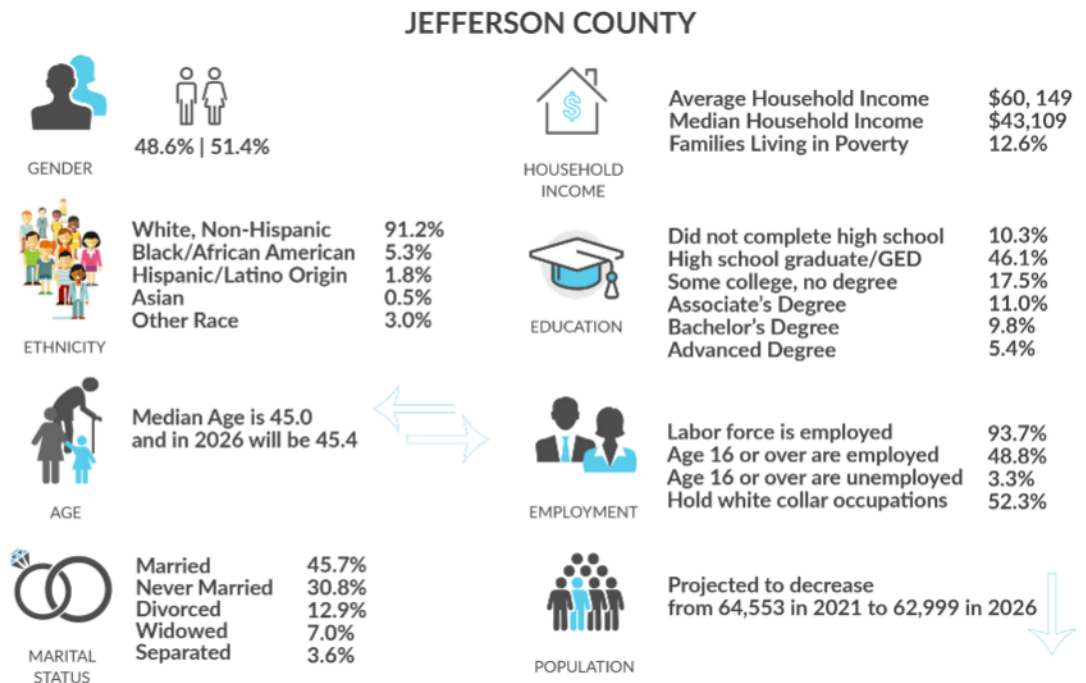 JEFFERSON COUNTY
48.6% | 51.4%
GENDER
White, Non-Hispanic 91.2%
Black/African American 5.3%
Hispanic/Latino Origin 1.8%
Asian 0.5%
Other Race 3.0%
ETHNICITY
Median Age is 45.0
and in 2026 will be 45.4
AGE
Married 45.7%
Never Married 30.8%
Divorced 12.9%
Widowed 7.0%
Separated 3.6%
MARITAL
STATUS
$
Average Household Income $60, 149
Median Household Income $43,109
Families Living in Poverty 12.6%
HOUSEHOLD
INCOME
Did not complete high school 10.3%
High school graduate/GED 46.1%
Some college, no degree 17.5%
Associate's Degree 11.0%
Bachelor's Degree 9.8%
Advanced Degree 5.4%
EDUCATION
Labor force is employed 93.7%
Age 16 or over are employed 48.8%
Age 16 or over are unemployed 3.3%
Hold white collar occupations 52.3%
EMPLOYMENT
Projected to decrease
from 64,553 in 2021 to 62,999 in 2026
POPULATION